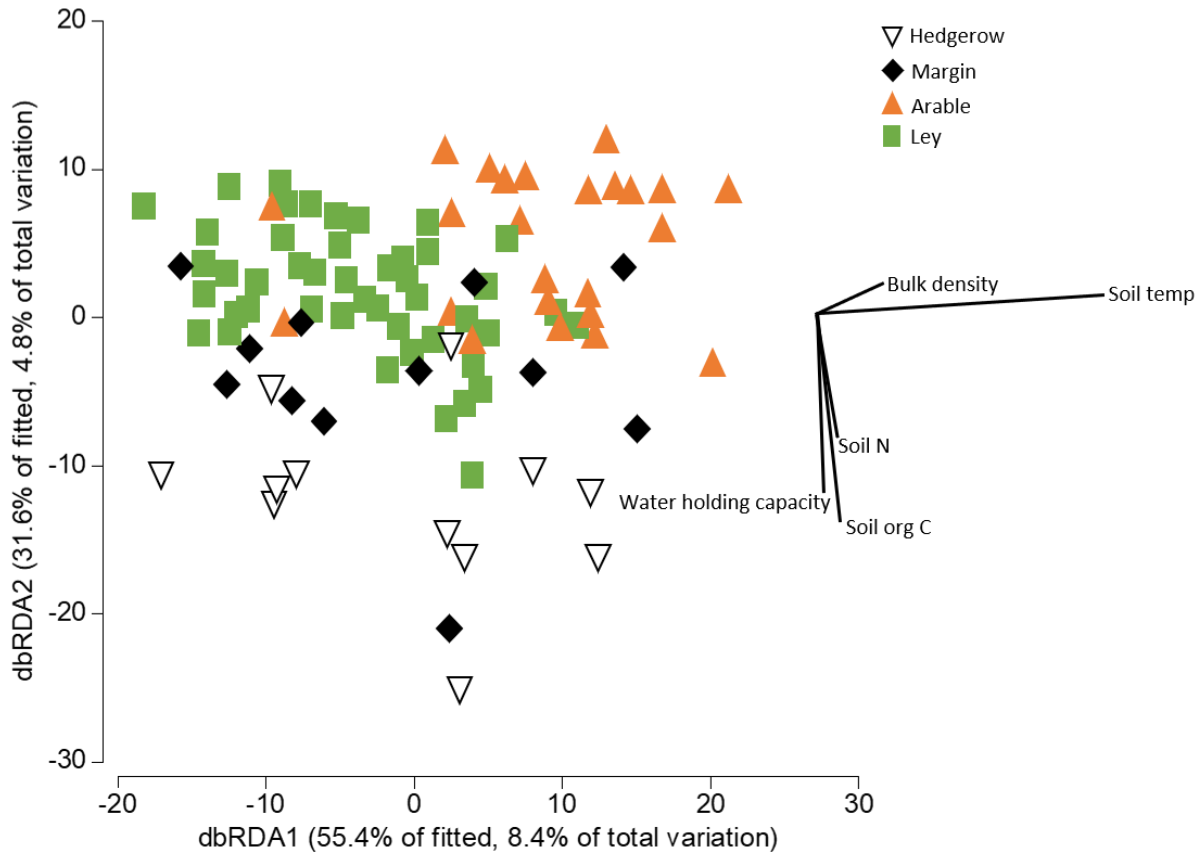 20
10
0
-10
-20
-30
dbRDA2 (31.6% of fitted, 4.8% of total variation)
Hedgerow
Margin
Arable
Ley
Bulk density
Soil temp
Soil N
Water holding capacity
Soil org C
-20
-10
0
10
20
30
dbRDA1 (55.4% of fitted, 8.4% of total variation)